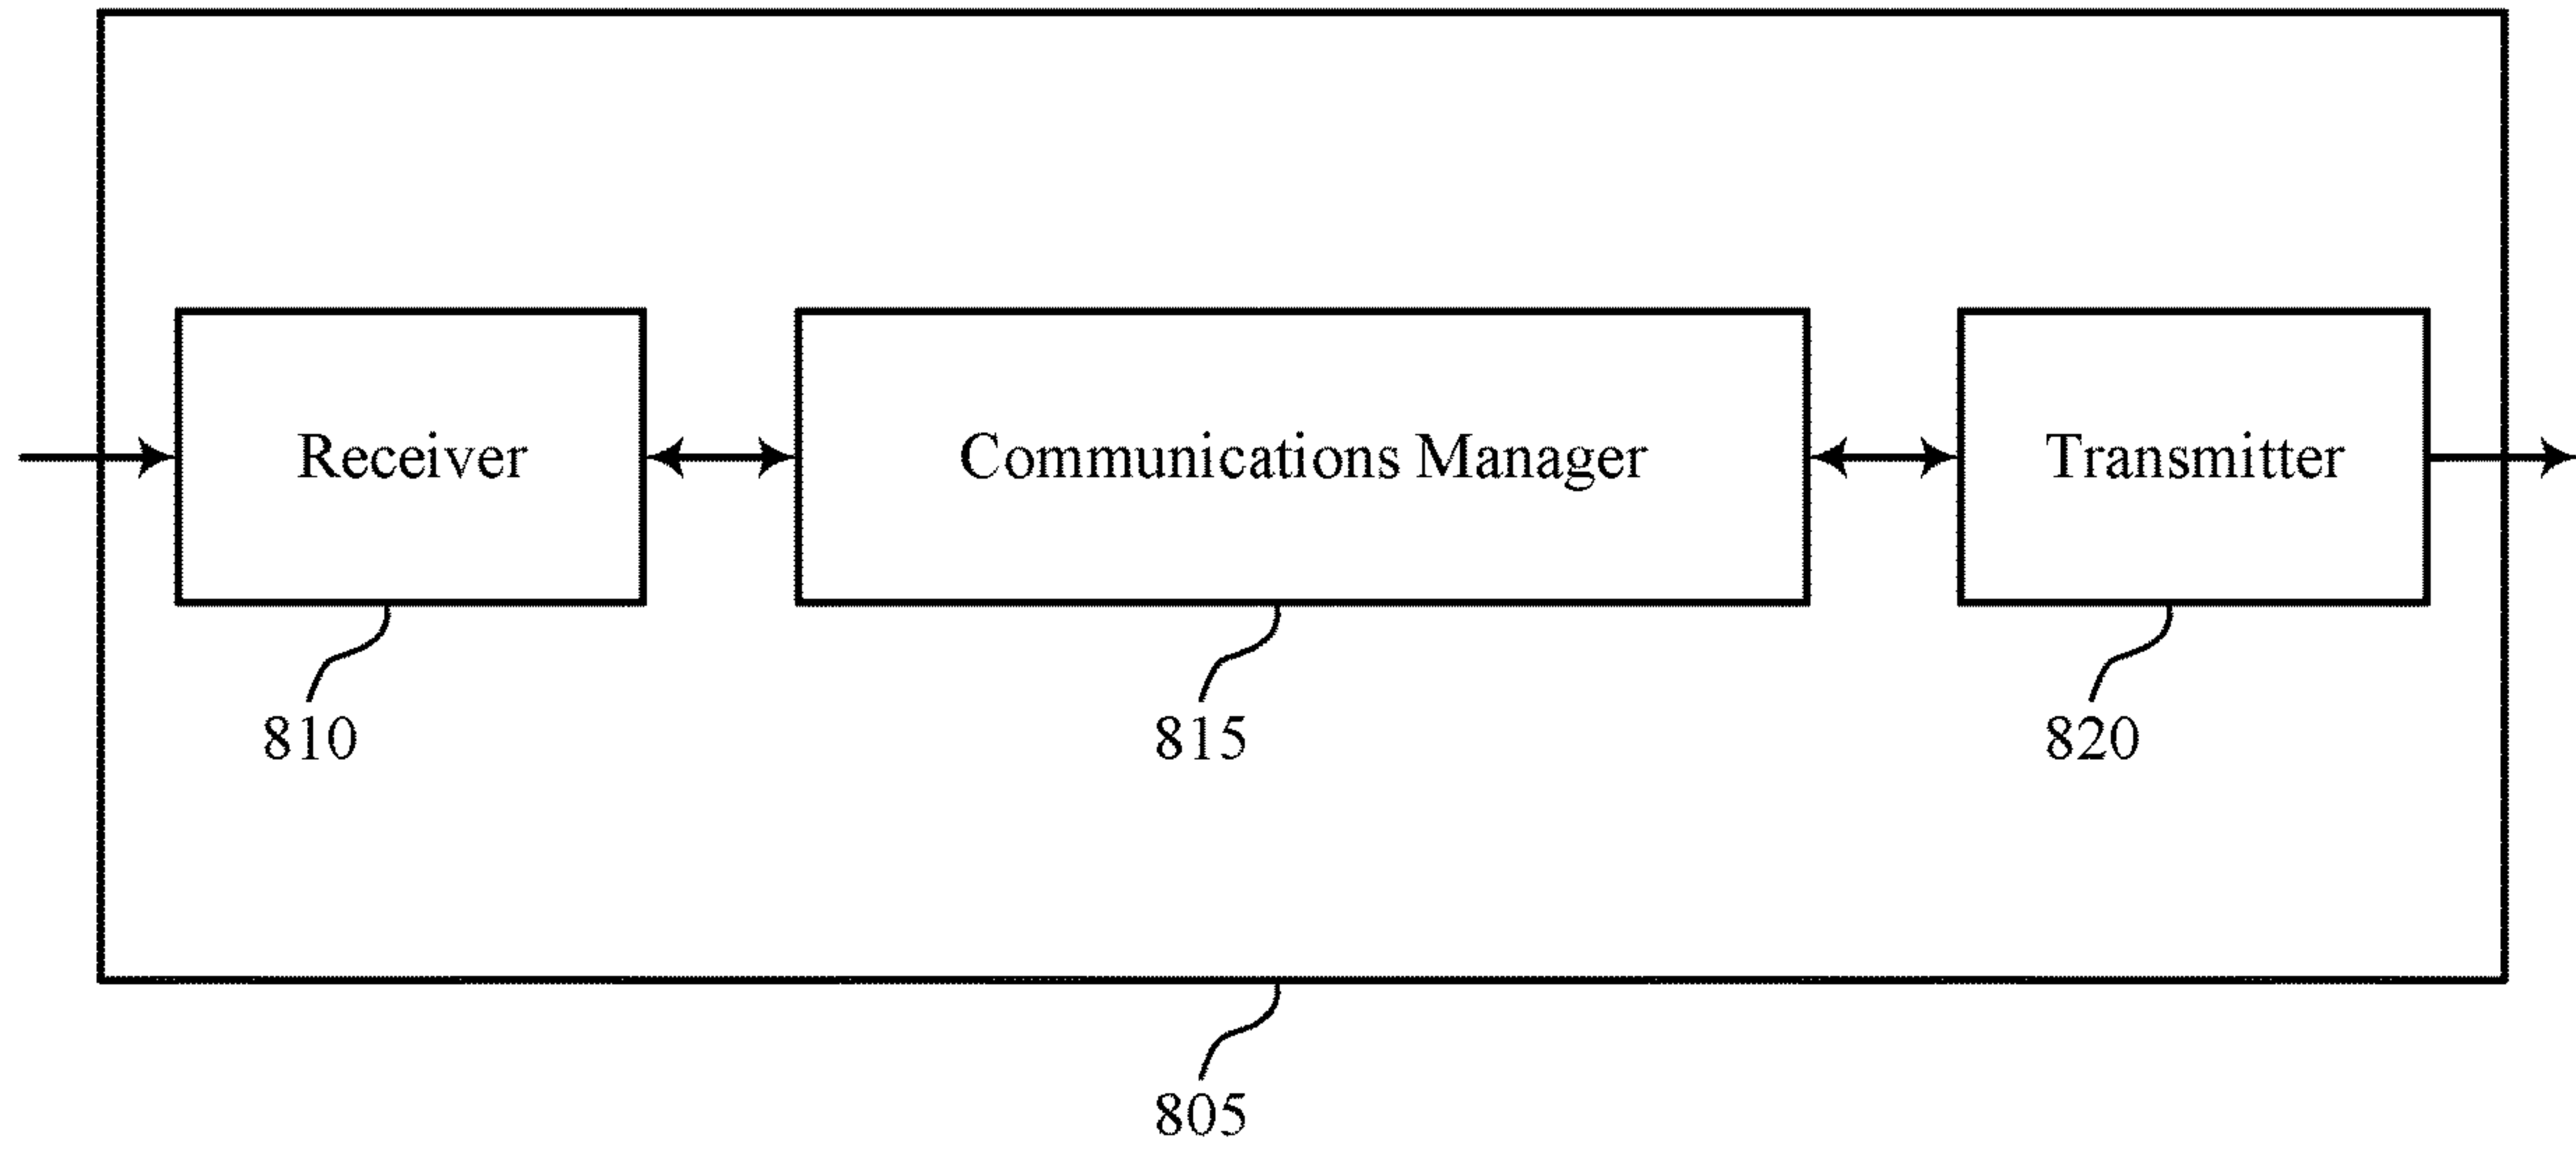 Receiver
Communications Manager
Transmitter
810
815
820
805